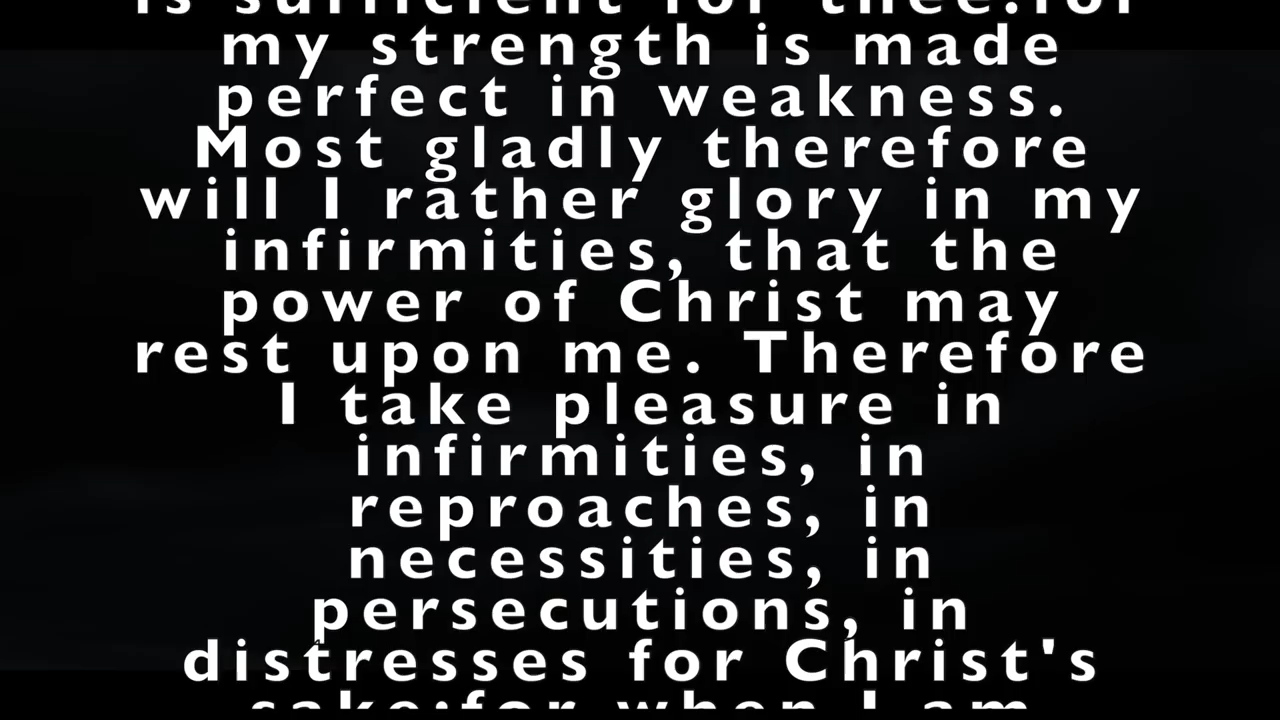 is sufficient for thee:for
my strength is made
perfect in weakness.
Most gladly therefore
will I rather glory in my
infirmities, that the
power of Christ may
rest upon me. Therefore
I take pleasure in
infirmities, in
reproaches, in
necessities, in
persecutions, in
distresses for Christ's
sake:for when I am